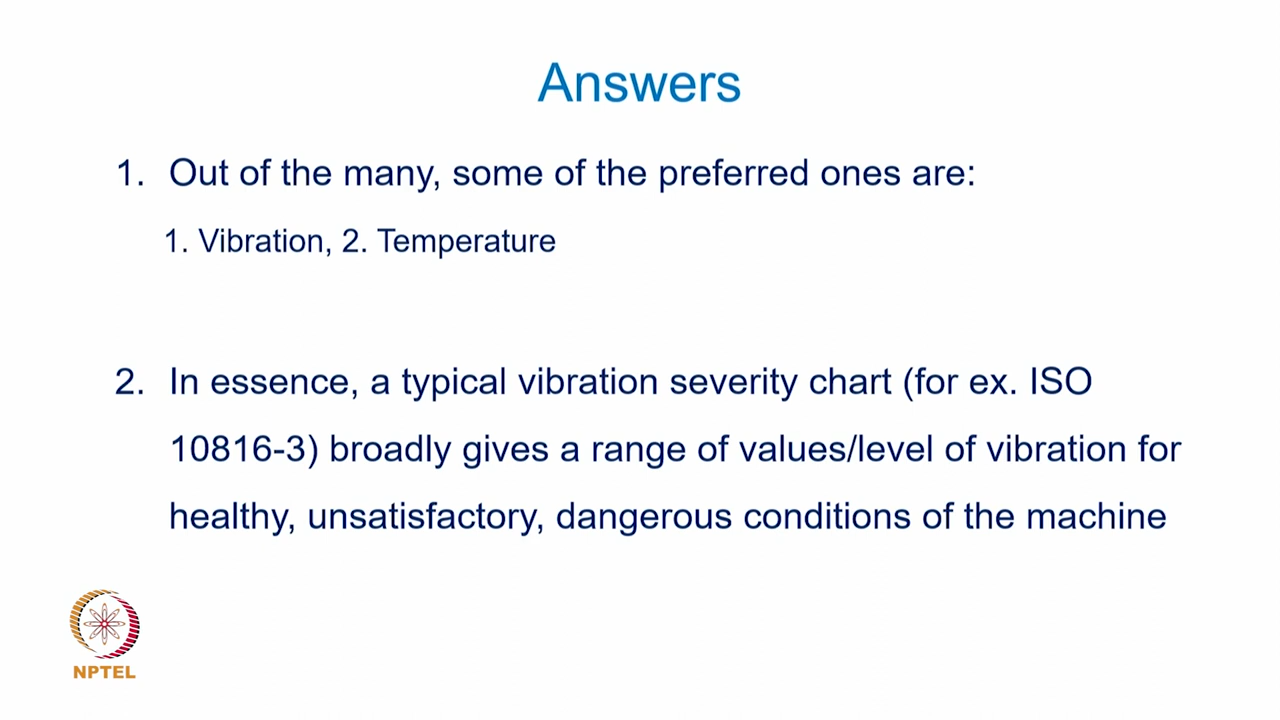 Answers
1. Out of the many, some of the preferred ones are:
1. Vibration, 2. Temperature
2. In essence, a typical vibration severity chart (for ex. ISO
10816-3) broadly gives a range of values/level of vibration for
healthy, unsatisfactory, dangerous conditions of the machine
NPTEL